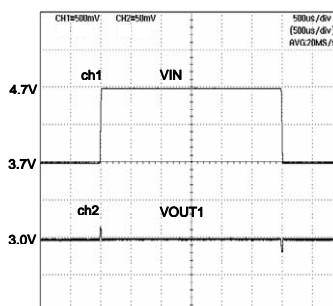 CH1=500mV CH2=50mV 500us/div
(500us/div)
AVG:20MS/s
ch1 VIN
4.7V
3.7V
ch2 VOUT1
3.0V